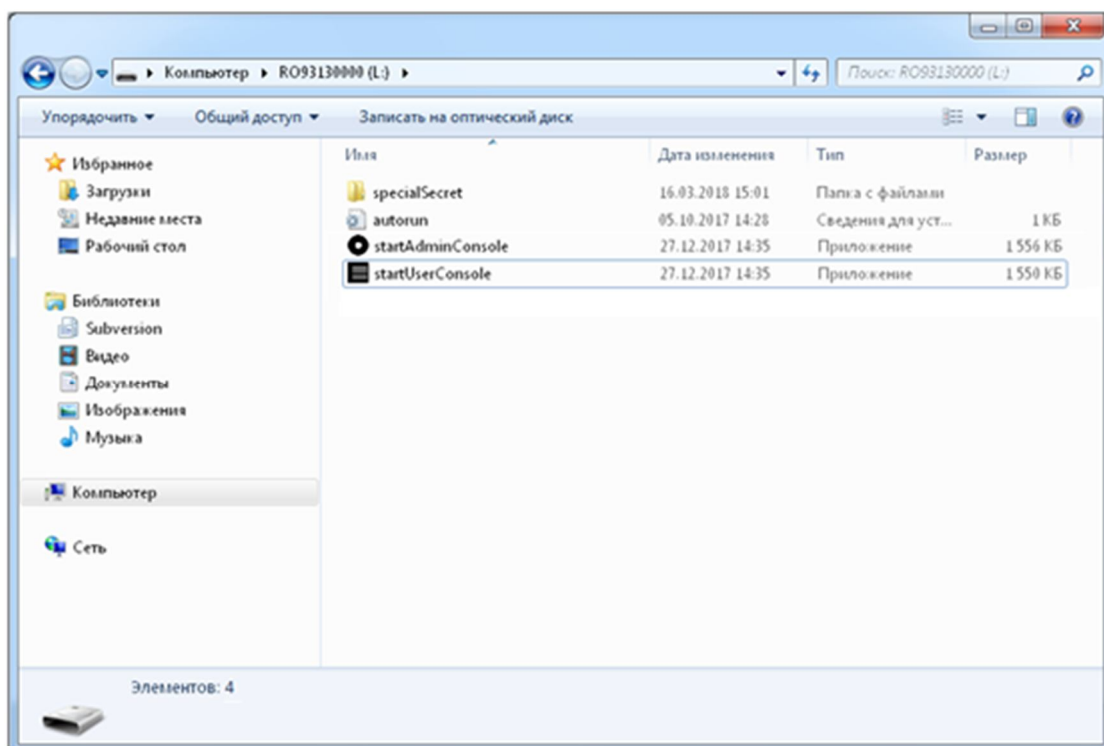 Компьютер RO93130000 (L:)
Поиск: RO93130000 (L:)
Упорядочить Общий доступ Записать на оптический диск
Избранное
Загрузки
Недавние места
Рабочий стол
Библиотеки
Subversion
Видео
Документы
Изображения
Музыка
Компьютер
Сеть
Имя Дата изменения Тип Размер
specialSecret 16.03.2018 15:01 Папка с файлами
autorun 05.10.2017 14:28 Сведения для уст... 1 КБ
startAdminConsole 27.12.2017 14:35 Приложение 1 556 КБ
startUserConsole 27.12.2017 14:35 Приложение 1 550 КБ
Элементов: 4